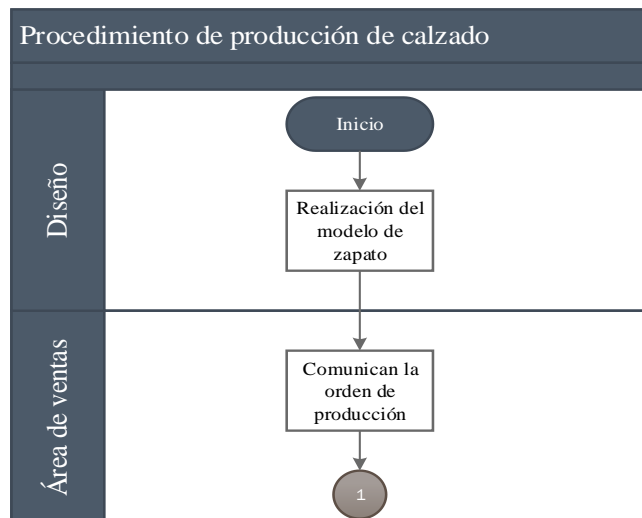 Procedimiento de producción de calzado
Diseño
Inicio
Realización del
modelo de
zapato
Área de ventas
Comunican la
orden de
producción
1